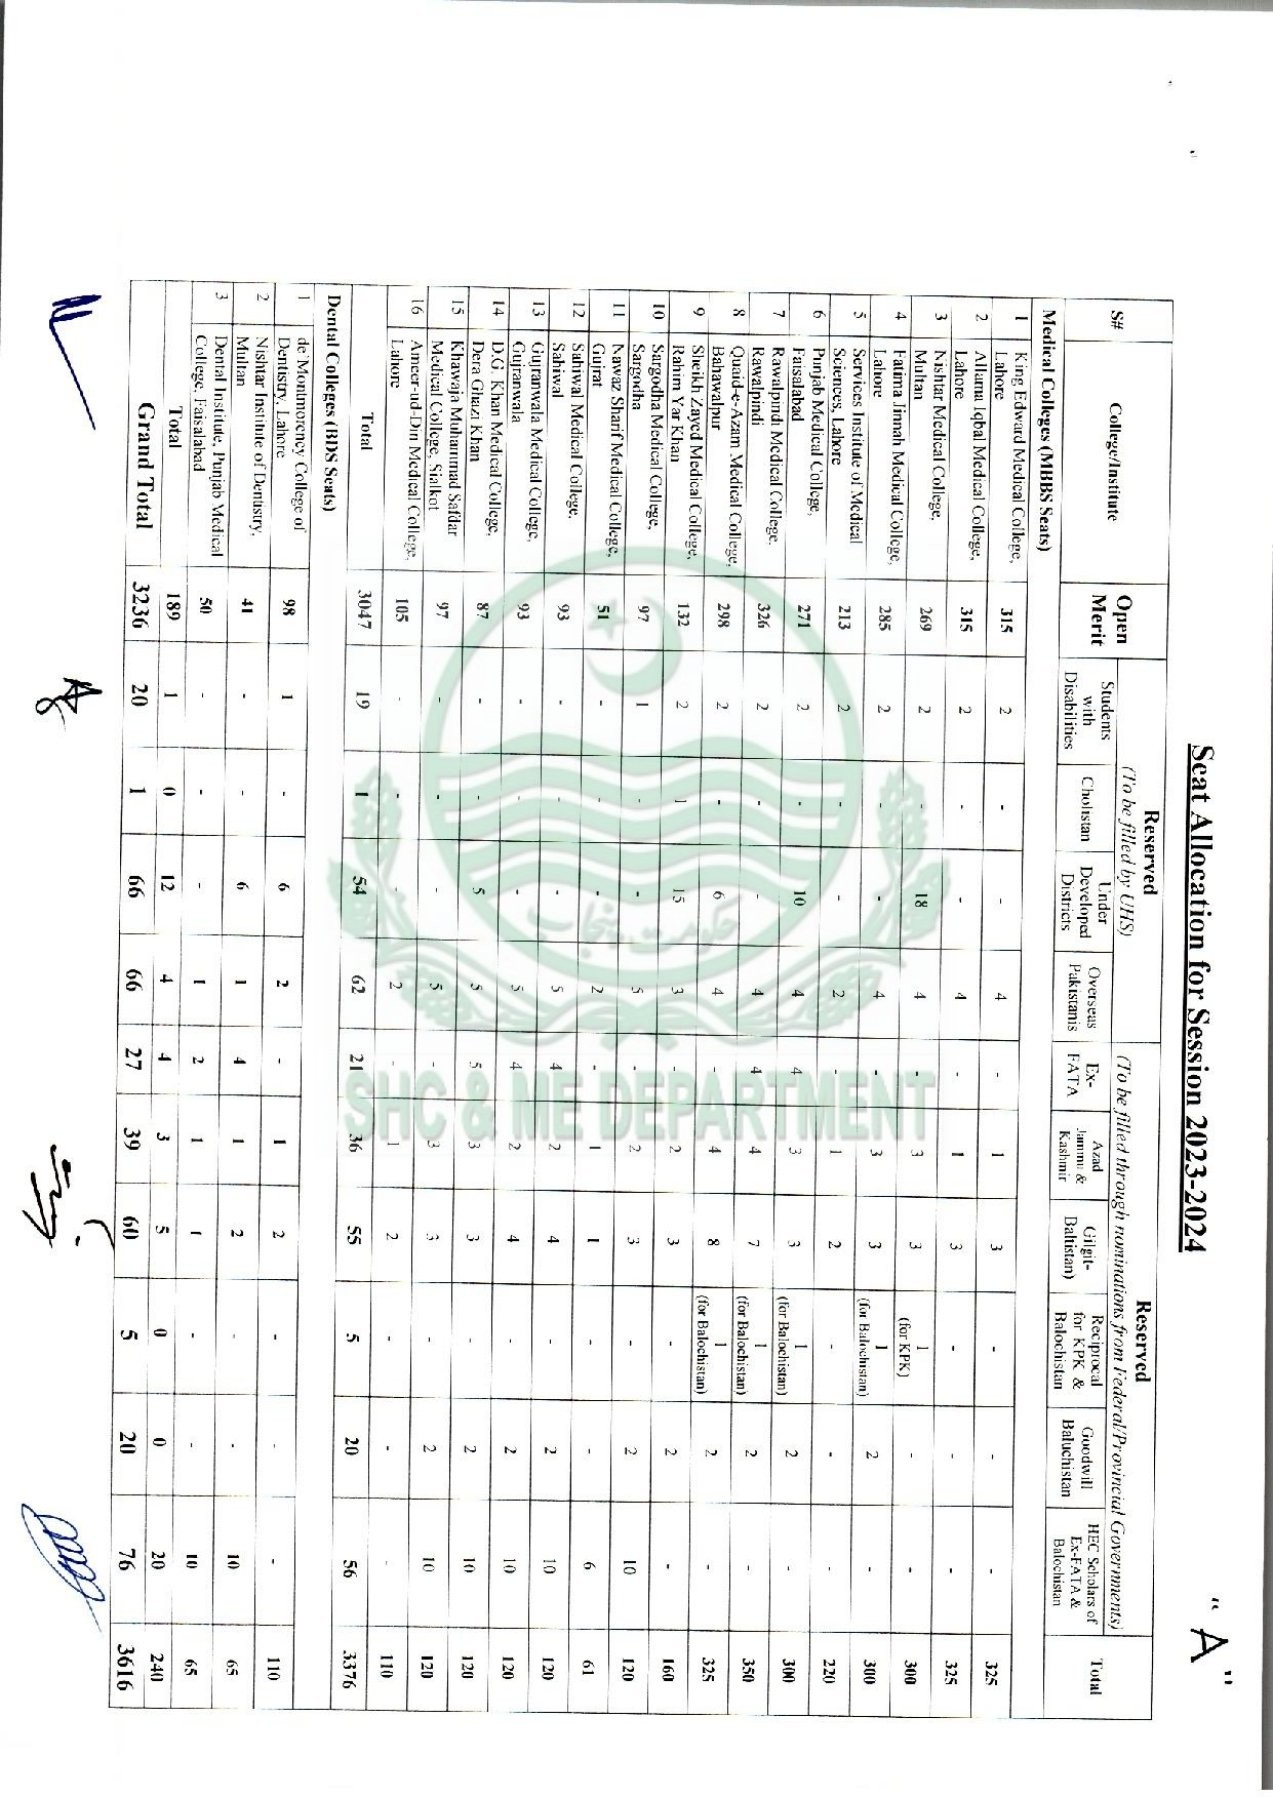 "A"
Seat Allocation for Session 2023-2024
S# College/Institute Open Merit Reserved (To be filled by UHS) Reserved (To be filled through nominations from Federal/Provincial Governments) Total
Students with Disabilities Cholistan Under Developed Districts Overseas Pakistanis Ex-FATA Azad Jammu & Kashmir Gilgit-Baltistan) Reciprocal for KPK & Balochistan Goodwill Baluchistan HEC Scholars of Ex-FATA & Balochistan
Medical Colleges (MBBS Seats)
1 King Edward Medical College, Lahore 315 2 - - 4 - 1 3 - - - 325
2 Allama Iqbal Medical College, Lahore 315 2 - - 4 - 1 3 - - - 325
3 Nishtar Medical College, Multan 269 2 - 18 4 - 3 3 1 (for KPK) - - 300
4 Fatima Jinnah Medical College, Lahore 285 2 - - 4 - 3 3 1 (for Balochistan) 2 - 300
5 Services Institute of Medical Sciences, Lahore 213 2 - - 2 - 1 2 - - - 220
6 Punjab Medical College, Faisalabad 271 2 - 10 4 4 3 3 1 (for Balochistan) 2 - 300
7 Rawalpindi Medical College, Rawalpindi 326 2 - - 4 4 4 7 1 (for Balochistan) 2 - 350
8 Quaid-e-Azam Medical College, Bahawalpur 298 2 - 6 4 - 4 8 1 (for Balochistan) 2 - 325
9 Sheikh Zayed Medical College, Rahim Yar Khan 132 2 1 15 3 - 2 3 - 2 - 160
10 Sargodha Medical College, Sargodha 97 1 - - 5 - 2 3 - 2 10 120
11 Nawaz Sharif Medical College, Gujrat 51 - - - 2 - 1 1 - - 6 61
12 Sahiwal Medical College, Sahiwal 93 - - - 5 4 2 4 - 2 10 120
13 Gujranwala Medical College, Gujranwala 93 - - - 5 4 2 4 - 2 10 120
14 D.G. Khan Medical College, Dera Ghazi Khan 87 - - 5 5 5 3 3 - 2 10 120
15 Khawaja Muhammad Safdar Medical College, Sialkot 97 - - - 5 - 3 3 - 2 10 120
16 Ameer-ud-Din Medical College, Lahore 105 - - - 2 - 1 2 - - - 110
Total 3047 19 1 54 62 21 36 55 5 20 56 3376
Dental Colleges (BDS Seats)
1 de'Montmorency College of Dentistry, Lahore 98 1 - 6 2 - 1 2 - - - 110
2 Nishtar Institute of Dentistry, Multan 41 - - 6 1 4 1 2 - - 10 65
3 Dental Institute, Punjab Medical College, Faisalabad 50 - - - 1 2 1 1 - - 10 65
Total 189 1 0 12 4 4 3 5 0 0 20 240
Grand Total 3236 20 1 66 66 27 39 60 5 20 76 3616
حکومت پنجاب
SHC & ME DEPARTMENT